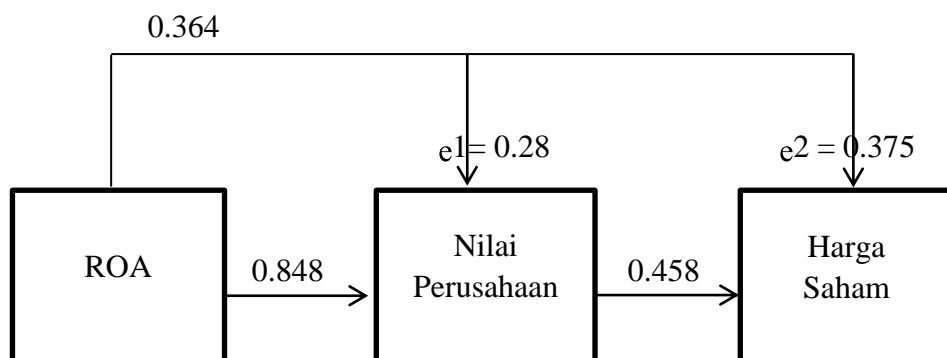 0.364
e1= 0.28
e2 = 0.375
ROA
0.848
Nilai
Perusahaan
0.458
Harga
Saham